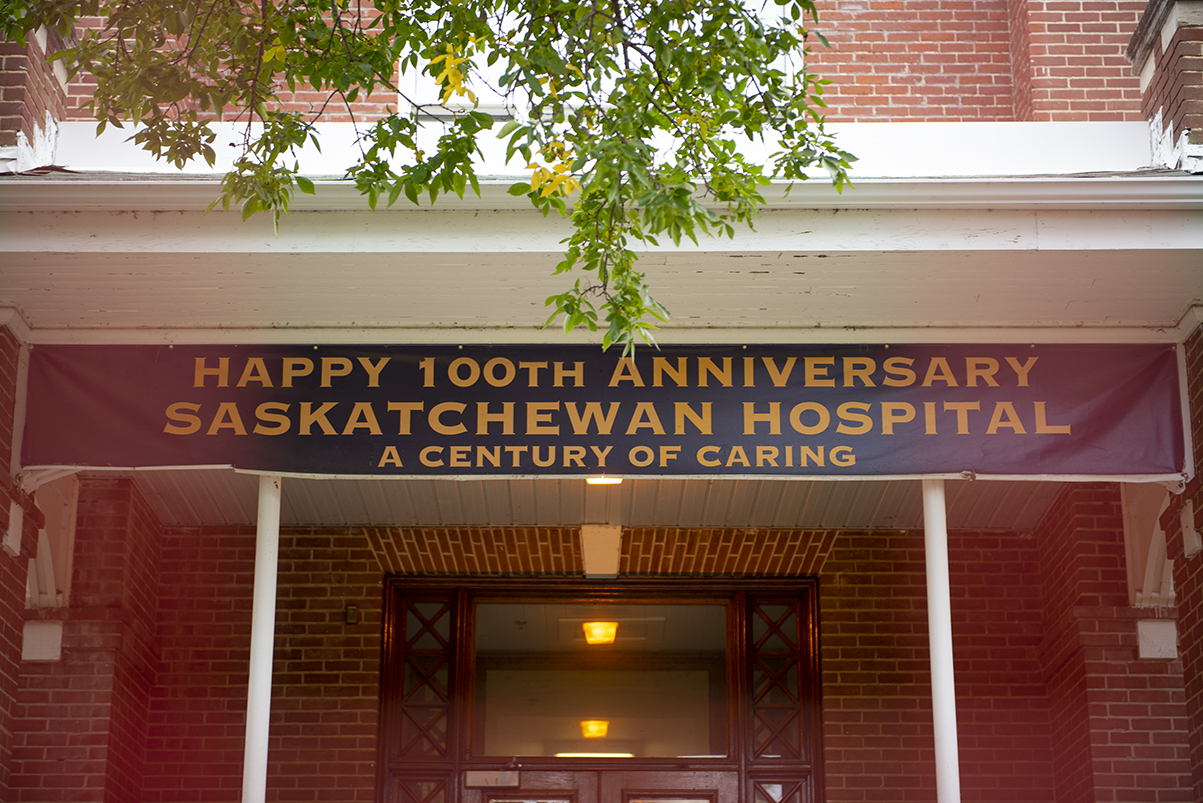 HAPPY 100TH ANNIVERSARY
SASKATCHEWAN HOSPITAL
A CENTURY OF CARING